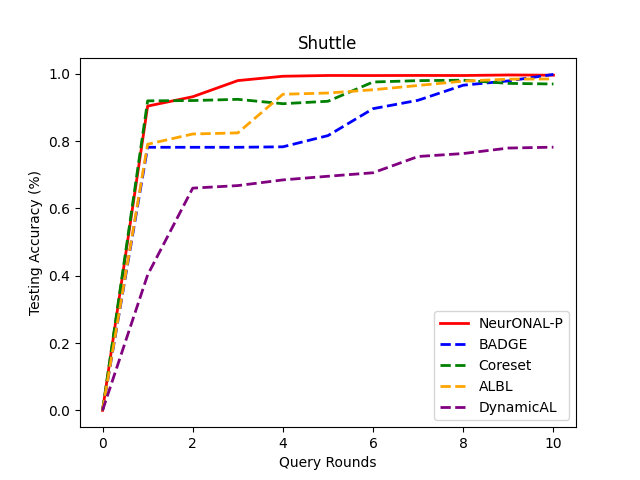 Shuttle
Testing Accuracy (%)
1.0
0.8
0.6
0.4
0.2
0.0
0 2 4 6 8 10
Query Rounds
NeurONAL-P
BADGE
Coreset
ALBL
DynamicAL